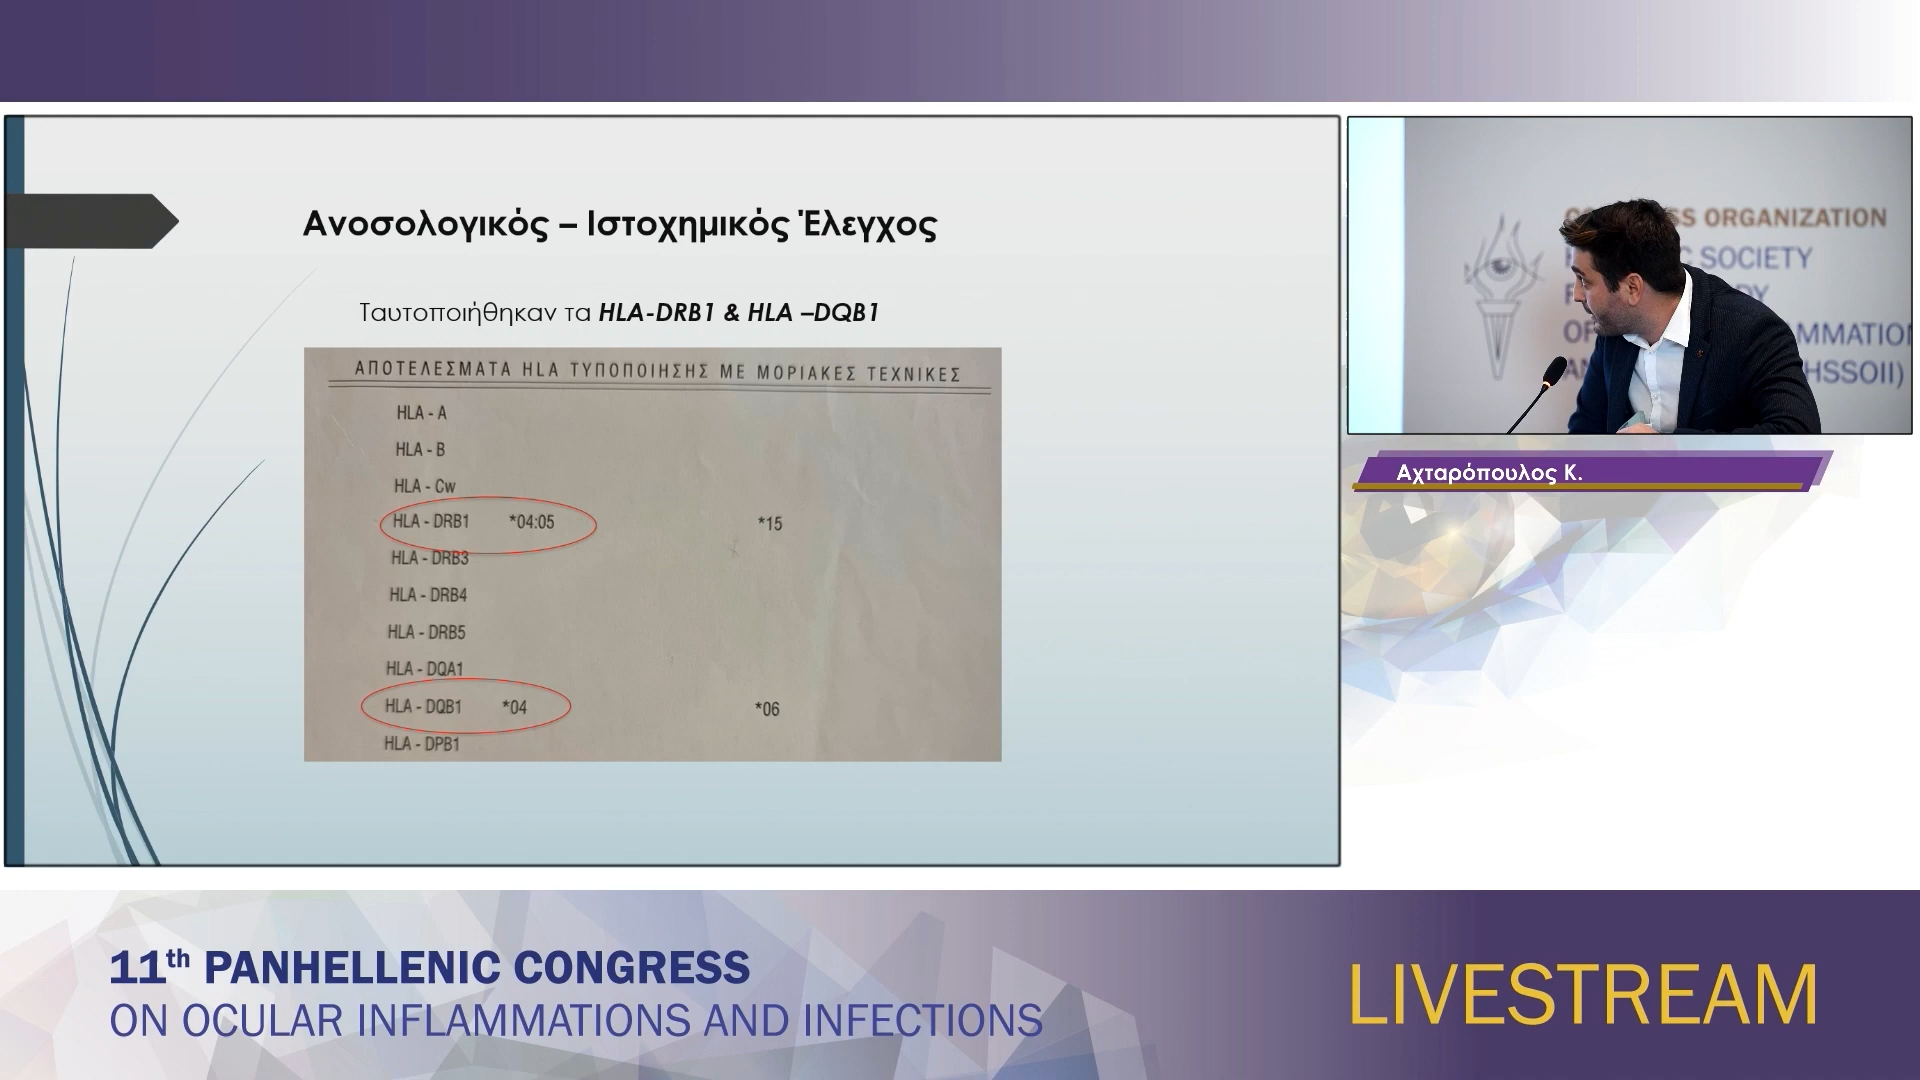 Ανοσολογικός – Ιστοχημικός Έλεγχος
Ταυτοποιήθηκαν τα HLA-DRB1 & HLA –DQB1
ΑΠΟΤΕΛΕΣΜΑΤΑ HLA ΤΥΠΟΠΟΙΗΣΗΣ ΜΕ ΜΟΡΙΑΚΕΣ ΤΕΧΝΙΚΕΣ
HLA - A
HLA - B
HLA - Cw
HLA - DRB1 *04:05 *15
HLA - DRB3
HLA - DRB4
HLA - DRB5
HLA - DQA1
HLA - DQB1 *04 *06
HLA - DPB1
ORGANIZATION
SOCIETY
HSSOII)
Αχταρόπουλος Κ.
11th PANHELLENIC CONGRESS
ON OCULAR INFLAMMATIONS AND INFECTIONS
LIVESTREAM